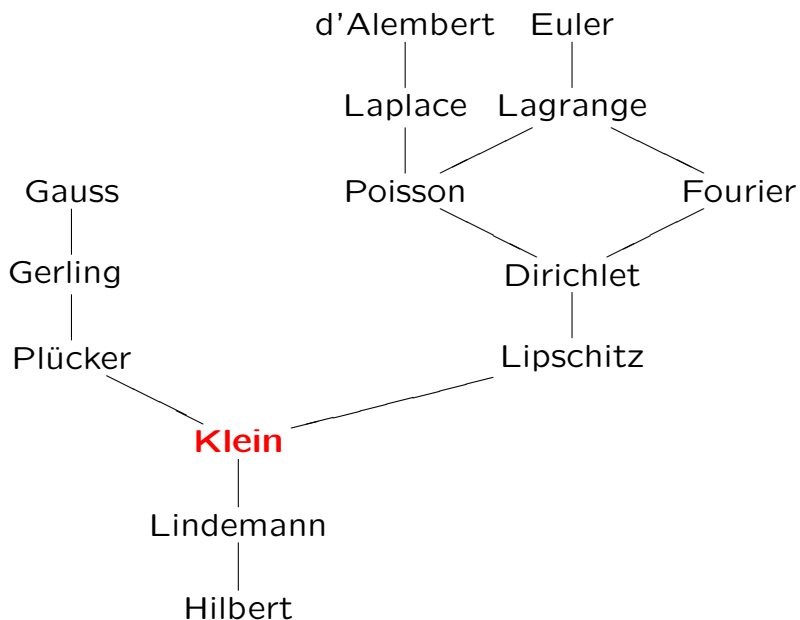 d'Alembert Euler
Laplace Lagrange
Gauss Poisson Fourier
Gerling Dirichlet
Plücker Lipschitz
Klein
Lindemann
Hilbert